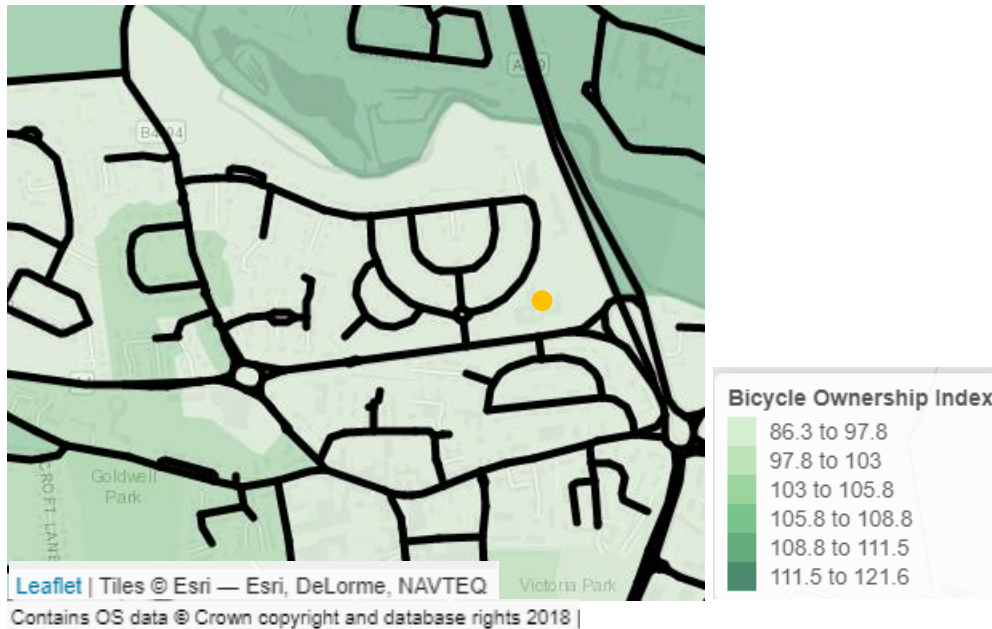 Goldwell
Park
CROFT LANE
Victoria Park
Leaflet | Tiles © Esri — Esri, DeLorme, NAVTEQ
Contains OS data © Crown copyright and database rights 2018 |
Bicycle Ownership Index
86.3 to 97.8
97.8 to 103
103 to 105.8
105.8 to 108.8
108.8 to 111.5
111.5 to 121.6